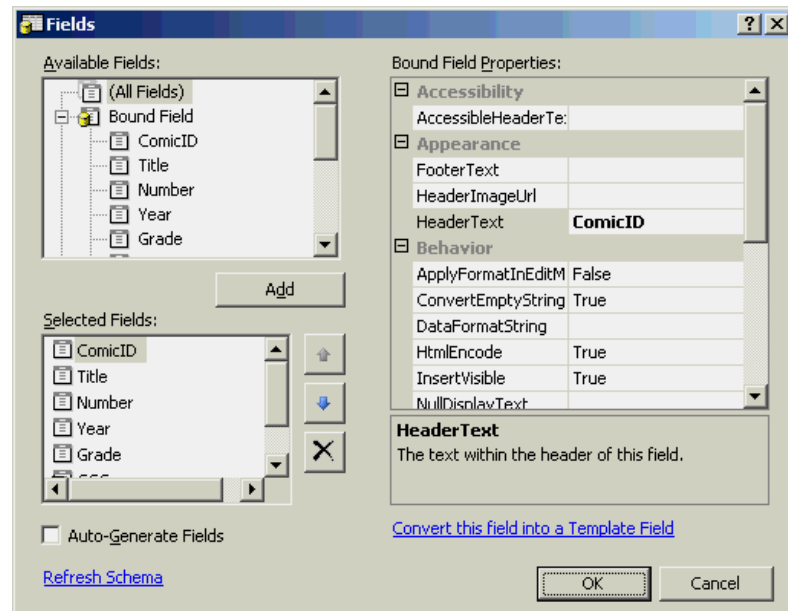 Fields
Available Fields:
(All Fields)
Bound Field
ComicID
Title
Number
Year
Grade
Add
Selected Fields:
ComicID
Title
Number
Year
Grade
Auto-Generate Fields
Refresh Schema
Bound Field Properties:
Accessibility
AccessibleHeaderTe
Appearance
FooterText
HeaderImageUrl
HeaderText ComicID
Behavior
ApplyFormatInEditM False
ConvertEmptyString True
DataFormatString
HtmlEncode True
InsertVisible True
NullDisplayText
HeaderText
The text within the header of this field.
Convert this field into a Template Field
OK Cancel